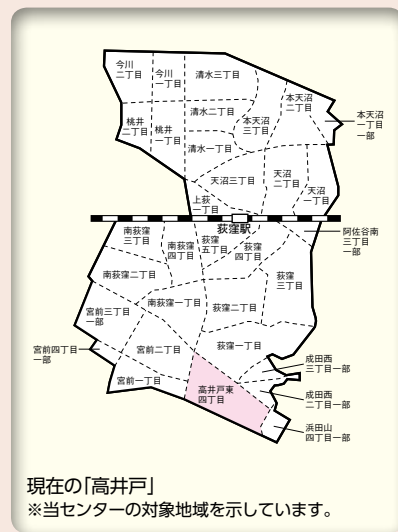 今川
二丁目
今川
一丁目
清水三丁目
桃井
二丁目
桃井
一丁目
清水二丁目
本天沼
三丁目
本天沼
二丁目
本天沼
一丁目
一部
清水一丁目
天沼三丁目
天沼
二丁目
天沼
一丁目
上荻
一丁目
荻窪駅
阿佐谷南
三丁目
一部
南荻窪
三丁目
南荻窪
四丁目
荻窪
五丁目
荻窪
四丁目
荻窪
三丁目
南荻窪二丁目
南荻窪一丁目
荻窪二丁目
宮前三丁目
一部
宮前四丁目
一部
宮前二丁目
荻窪一丁目
成田西
三丁目一部
宮前一丁目
高井戸東
四丁目
成田西
二丁目一部
浜田山
四丁目一部
現在の「高井戸」
※当センターの対象地域を示しています。